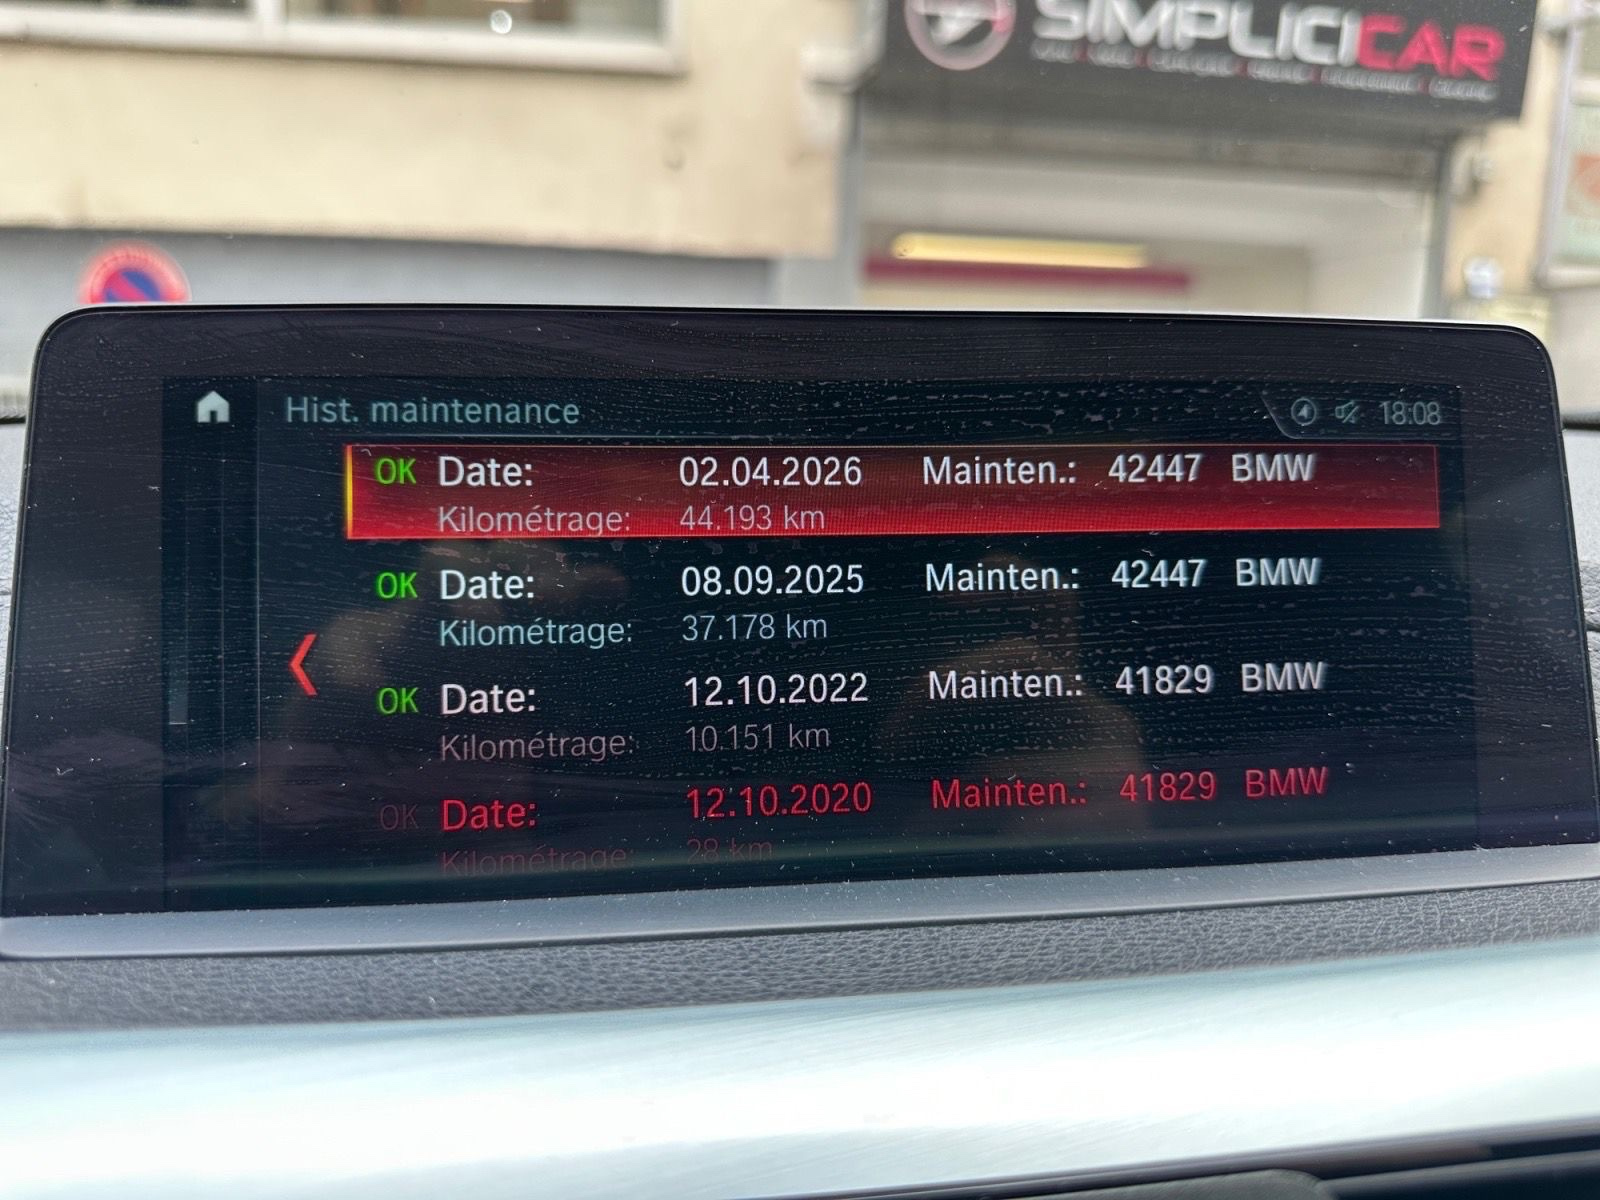 SIMPLICICAR
Hist. maintenance 18:08
OK Date: 02.04.2026 Mainten.: 42447 BMW
Kilométrage: 44.193 km
OK Date: 08.09.2025 Mainten.: 42447 BMW
Kilométrage: 37.178 km
OK Date: 12.10.2022 Mainten.: 41829 BMW
Kilométrage: 10.151 km
OK Date: 12.10.2020 Mainten.: 41829 BMW
Kilométrage: 28 km